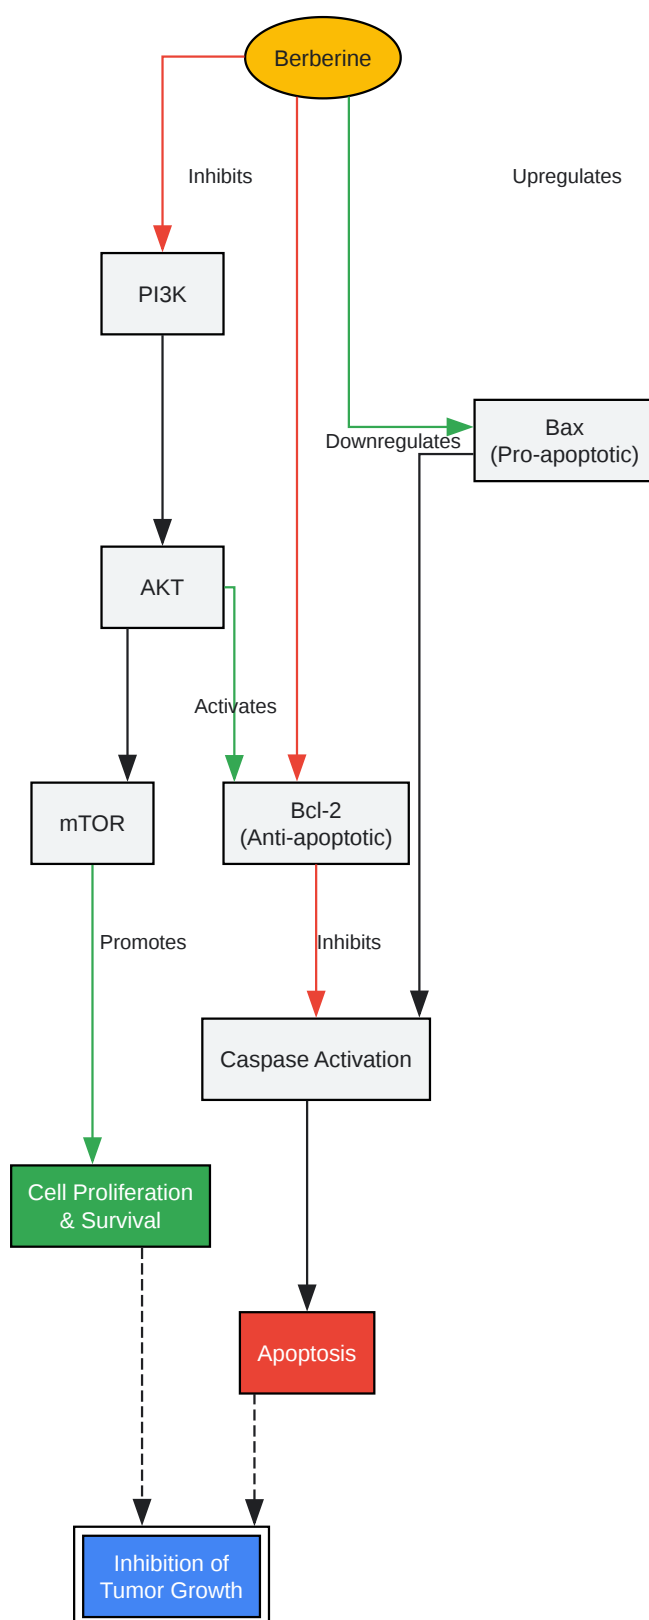 Berberine
Inhibits
Upregulates
PI3K
Bax
(Pro-apoptotic)
Downregulates
AKT
Activates
mTOR
Bcl-2
(Anti-apoptotic)
Promotes
Inhibits
Caspase Activation
Cell Proliferation
& Survival
Apoptosis
Inhibition of
Tumor Growth